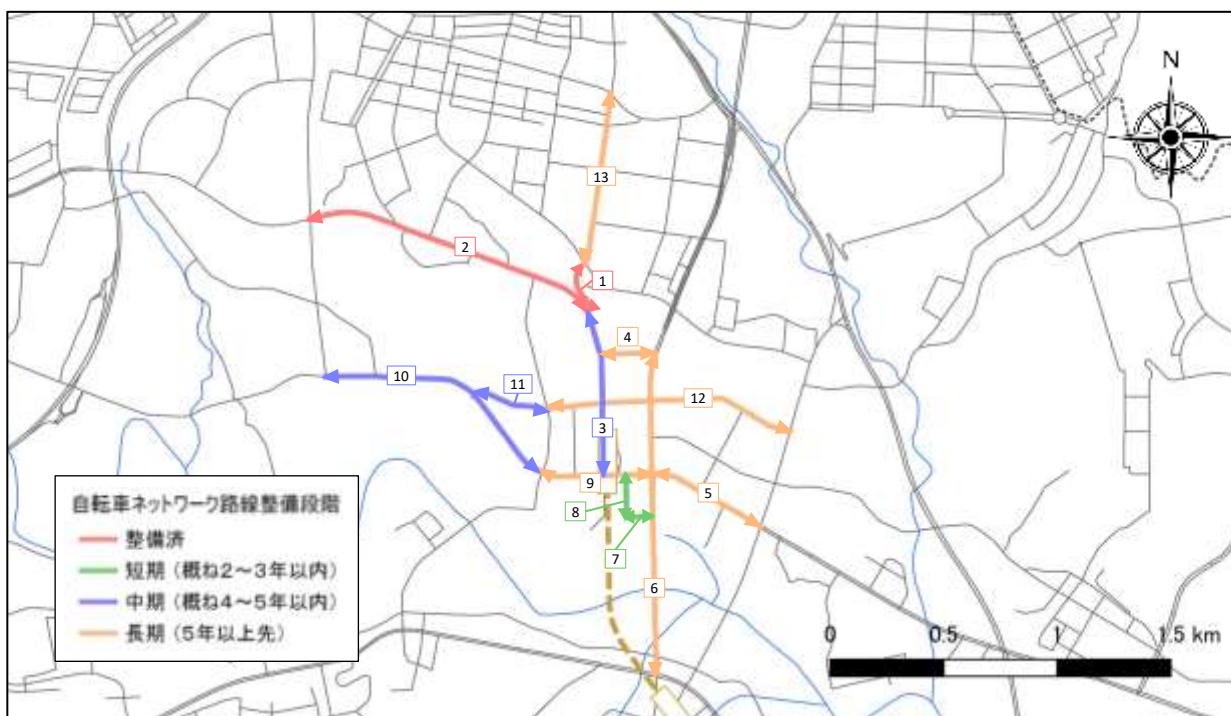 N
13
2
1
4
10
11
12
3
9
5
8
7
6
自転車ネットワーク路線整備段階
整備済
短期（概ね2～3年以内）
中期（概ね4～5年以内）
長期（5年以上先）
0 0.5 1 1.5 km